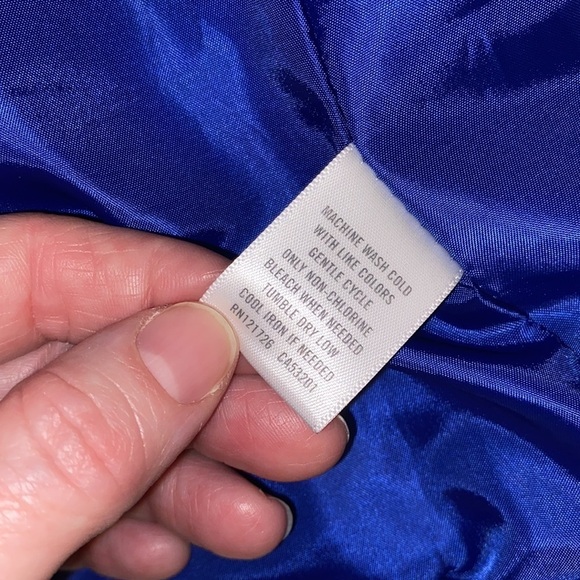 MACHINE WASH COLD
WITH LIKE COLORS
GENTLE CYCLE
ONLY NON-CHLORINE
BLEACH WHEN NEEDED
TUMBLE DRY LOW
COOL IRON IF NEEDED
RN121726 CA53201